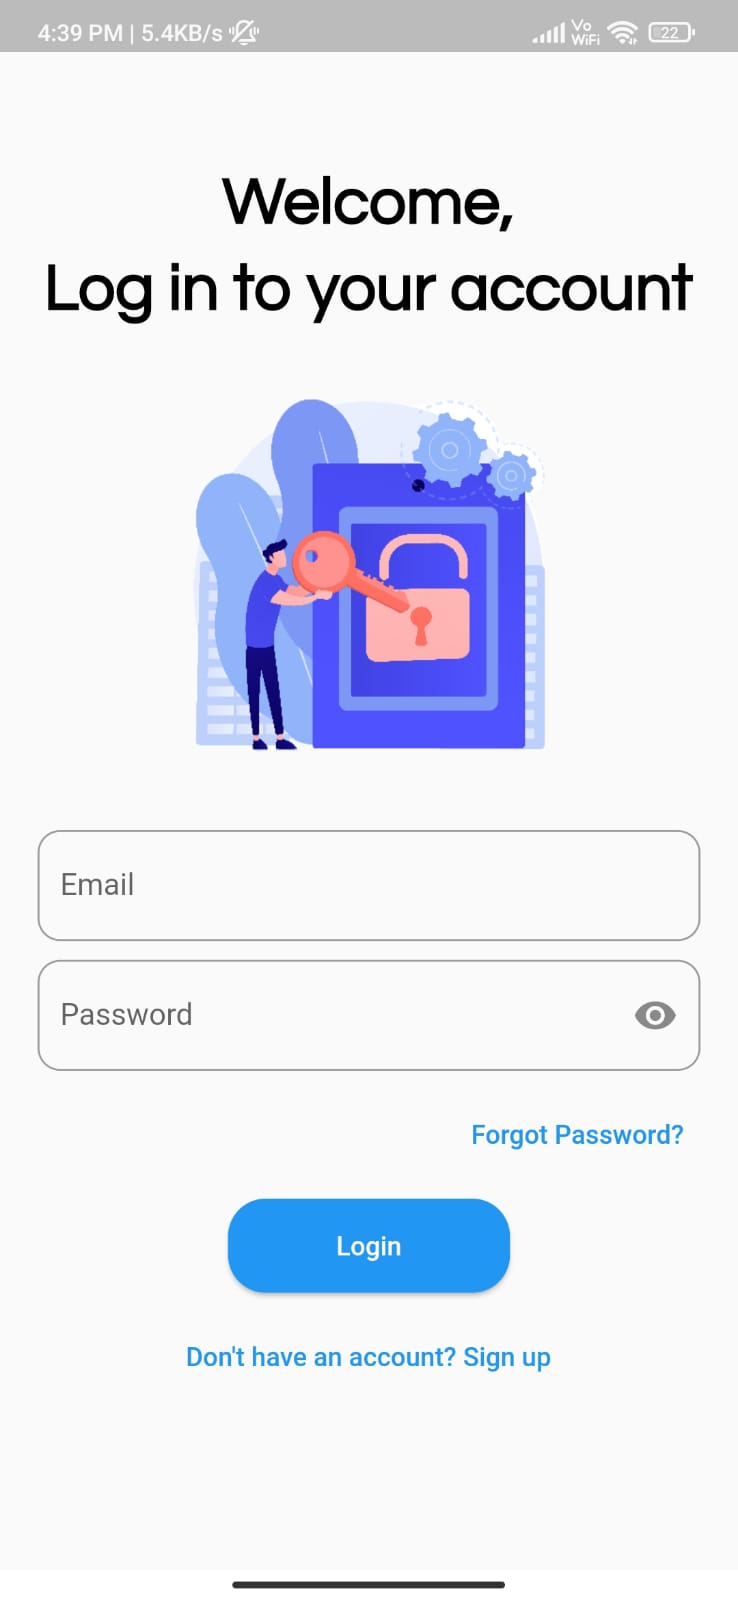 4:39 PM | 5.4KB/s
Vo
WiFi
22
Welcome,
Log in to your account
Email
Password
Forgot Password?
Login
Don't have an account? Sign up